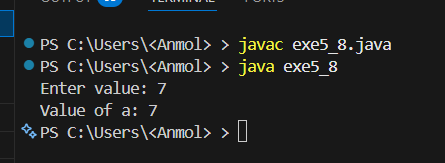 TERMINAL
PS C:\Users\<Anmol> > javac exe5_8.java
PS C:\Users\<Anmol> > java exe5_8
Enter value: 7
Value of a: 7
PS C:\Users\<Anmol> >